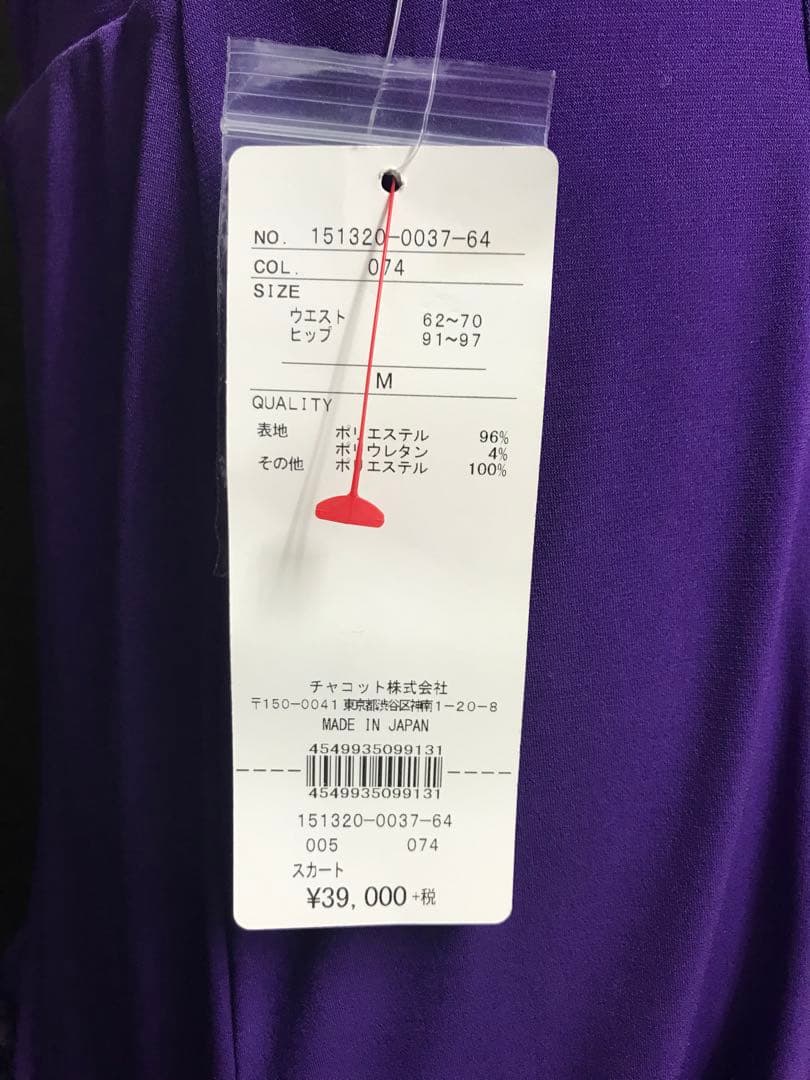 NO. 151320-0037-64
COL. 074
SIZE
ウエスト 62~70
ヒップ 91~97
M
QUALITY
表地 ポリエステル 96%
ポリウレタン 4%
その他 ポリエステル 100%
チャコット株式会社
〒150-0041 東京都渋谷区神南1-20-8
MADE IN JAPAN
4549935099131
4549935099131
151320-0037-64
005 074
スカート
¥39,000+税